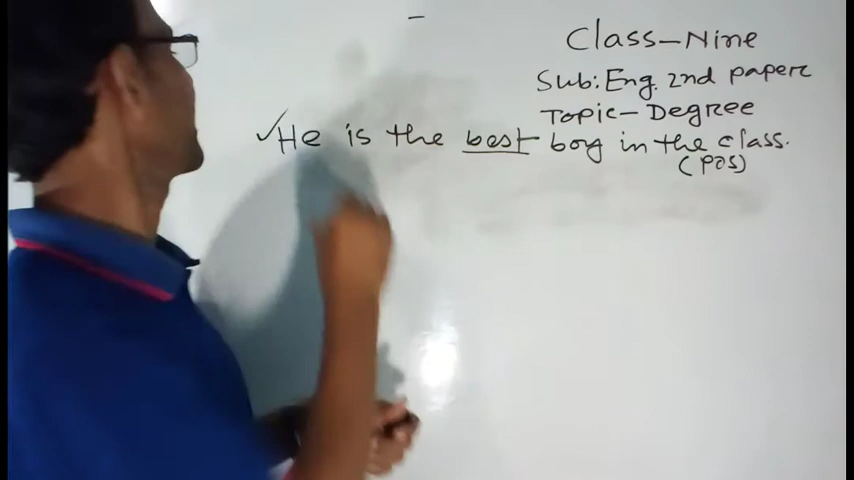 Class-Nine
Sub: Eng. 2nd paper
Topic-Degree
✓He is the best boy in the class.
(pos)